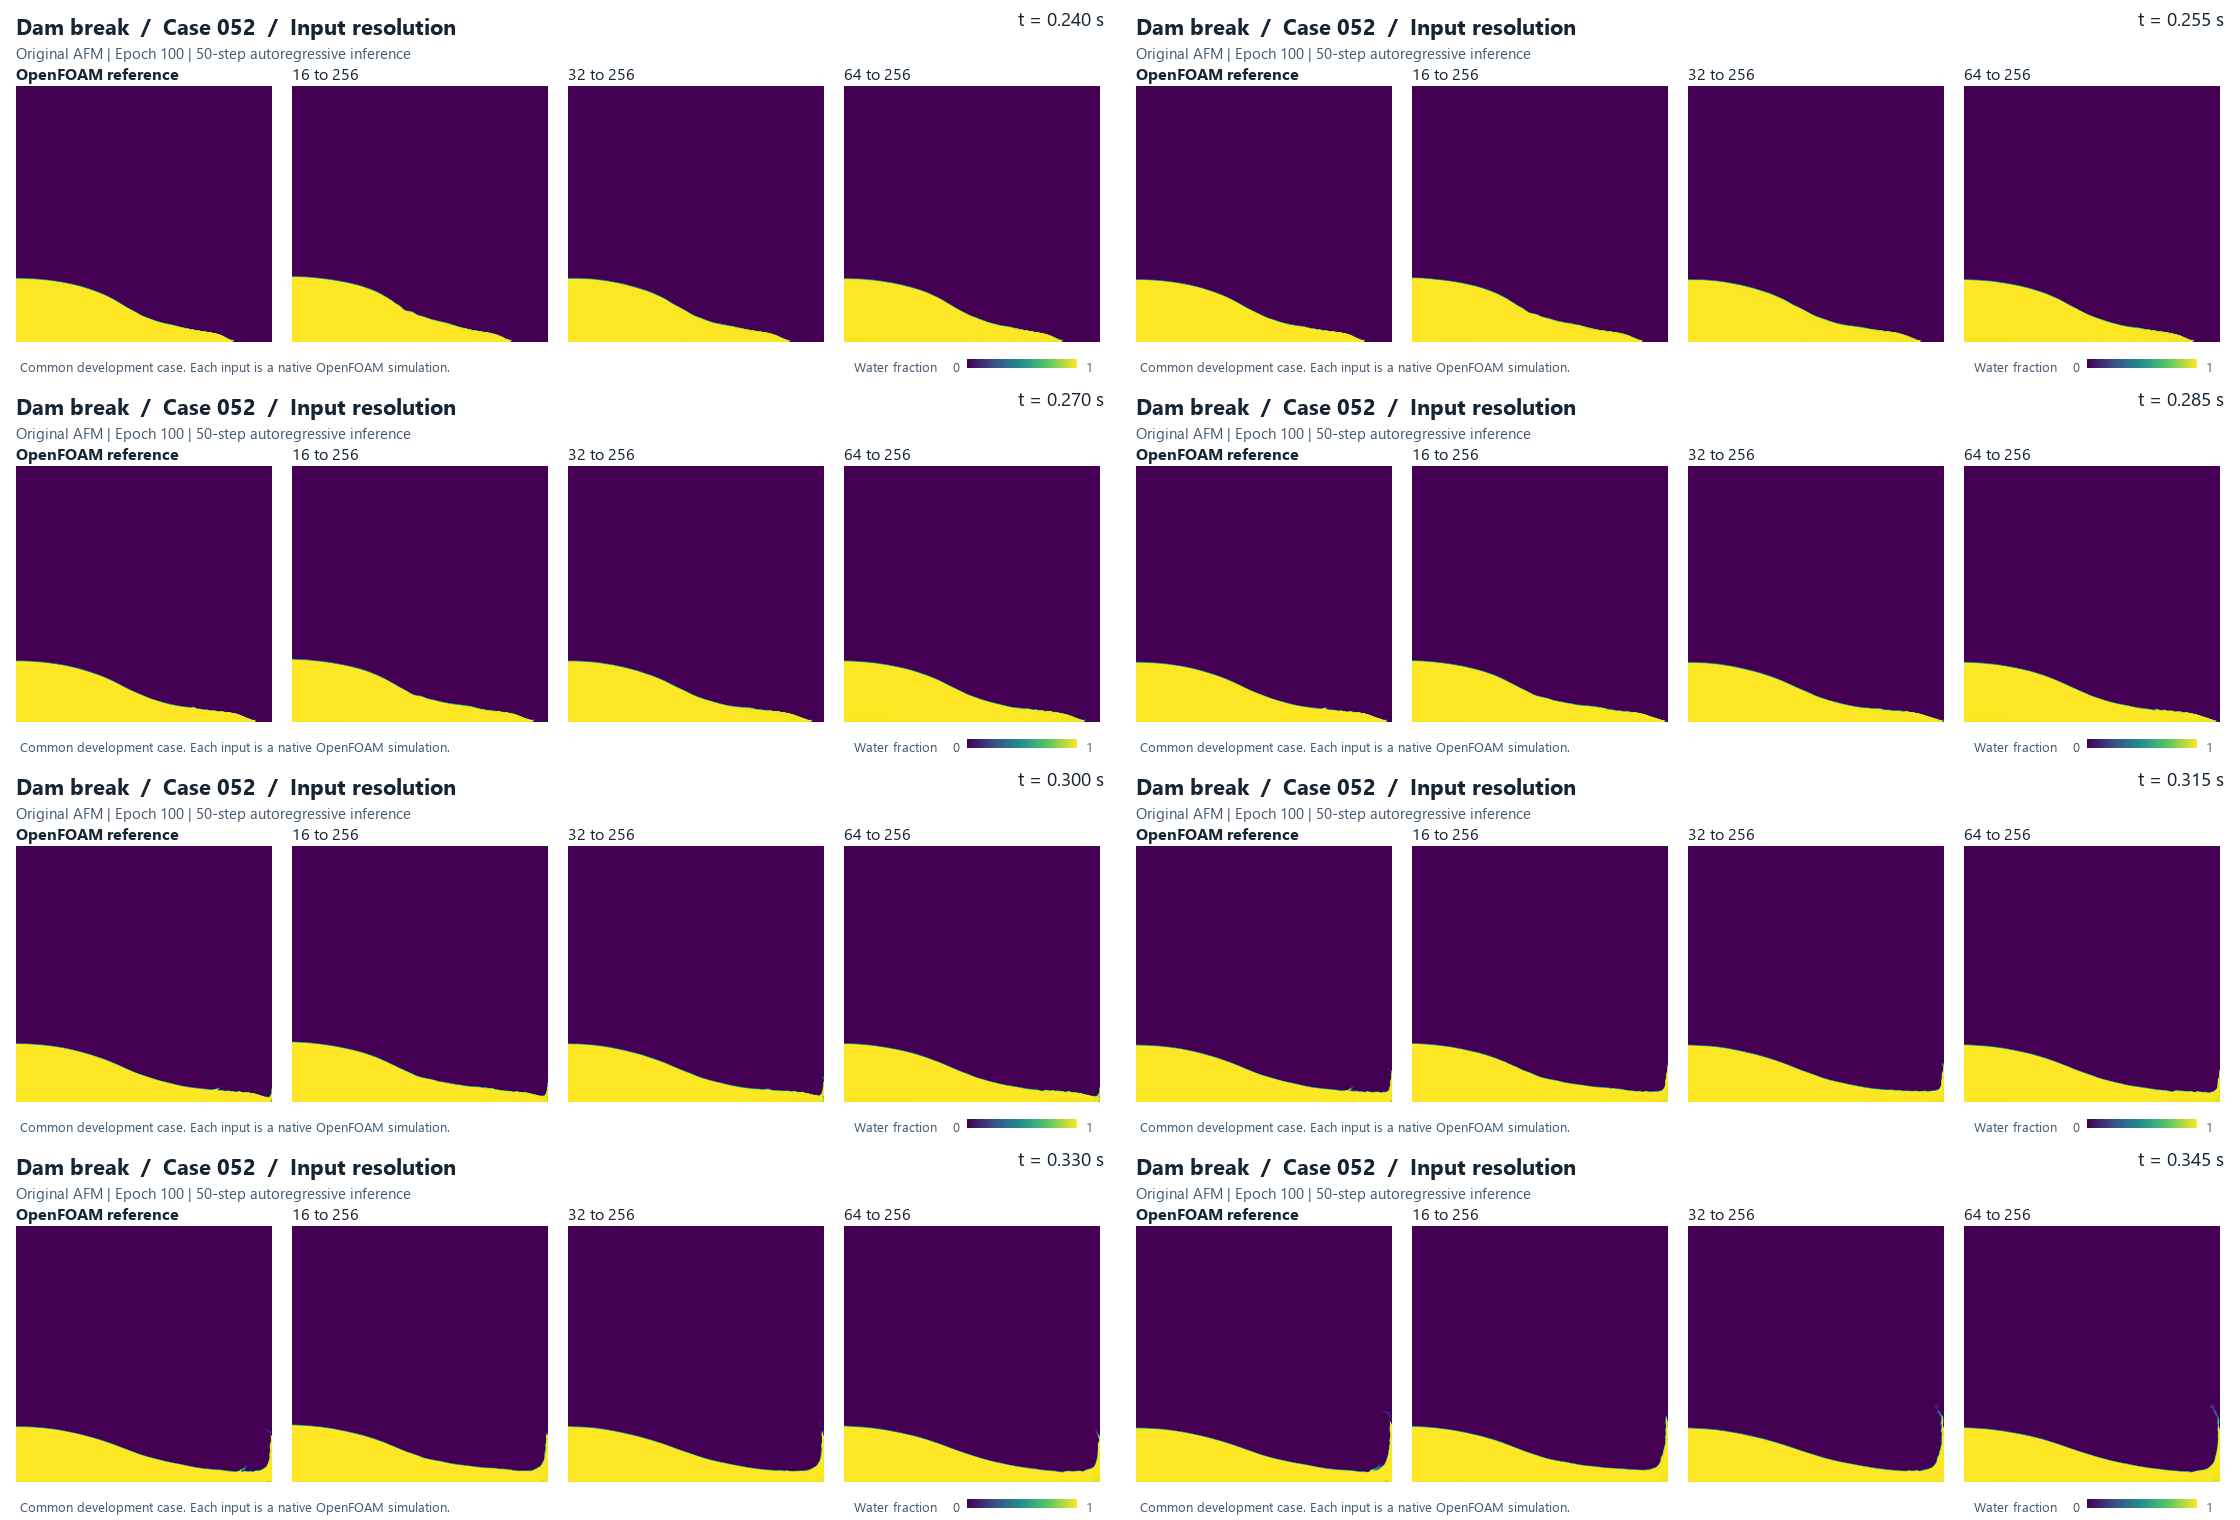 Dam break / Case 052 / Input resolution
t = 0.240 s
Original AFM | Epoch 100 | 50-step autoregressive inference
OpenFOAM reference
16 to 256
32 to 256
64 to 256
Common development case. Each input is a native OpenFOAM simulation.
Water fraction 0 1
Dam break / Case 052 / Input resolution
t = 0.255 s
Original AFM | Epoch 100 | 50-step autoregressive inference
OpenFOAM reference
16 to 256
32 to 256
64 to 256
Common development case. Each input is a native OpenFOAM simulation.
Water fraction 0 1
Dam break / Case 052 / Input resolution
t = 0.270 s
Original AFM | Epoch 100 | 50-step autoregressive inference
OpenFOAM reference
16 to 256
32 to 256
64 to 256
Common development case. Each input is a native OpenFOAM simulation.
Water fraction 0 1
Dam break / Case 052 / Input resolution
t = 0.285 s
Original AFM | Epoch 100 | 50-step autoregressive inference
OpenFOAM reference
16 to 256
32 to 256
64 to 256
Common development case. Each input is a native OpenFOAM simulation.
Water fraction 0 1
Dam break / Case 052 / Input resolution
t = 0.300 s
Original AFM | Epoch 100 | 50-step autoregressive inference
OpenFOAM reference
16 to 256
32 to 256
64 to 256
Common development case. Each input is a native OpenFOAM simulation.
Water fraction 0 1
Dam break / Case 052 / Input resolution
t = 0.315 s
Original AFM | Epoch 100 | 50-step autoregressive inference
OpenFOAM reference
16 to 256
32 to 256
64 to 256
Common development case. Each input is a native OpenFOAM simulation.
Water fraction 0 1
Dam break / Case 052 / Input resolution
t = 0.330 s
Original AFM | Epoch 100 | 50-step autoregressive inference
OpenFOAM reference
16 to 256
32 to 256
64 to 256
Common development case. Each input is a native OpenFOAM simulation.
Water fraction 0 1
Dam break / Case 052 / Input resolution
t = 0.345 s
Original AFM | Epoch 100 | 50-step autoregressive inference
OpenFOAM reference
16 to 256
32 to 256
64 to 256
Common development case. Each input is a native OpenFOAM simulation.
Water fraction 0 1